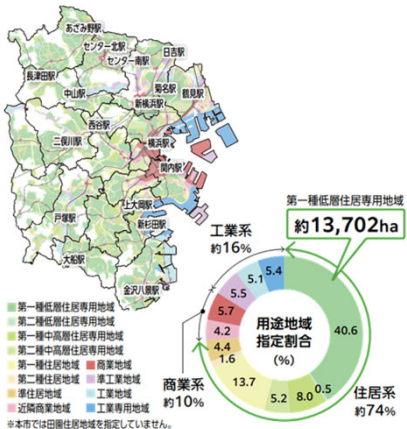 あざみ野駅
センター北駅
日吉駅
センター南駅
長津田駅
菊名駅
鶴見駅
中山駅
新横浜駅
西谷駅
横浜駅
二俣川駅
関内駅
上大岡駅
戸塚駅
新杉田駅
大船駅
金沢八景駅
第一種低層住居専用地域
約13,702ha
工業系
約16%
5.4
5.1
5.5
5.7
4.2
4.4
1.6
13.7
5.2
8.0
0.5
40.6
用途地域
指定割合
(%)
商業系
約10%
住居系
約74%
第一種低層住居専用地域
第二種低層住居専用地域
第一種中高層住居専用地域
第二種中高層住居専用地域
第一種住居地域 商業地域
第二種住居地域 準工業地域
準住居地域 工業地域
近隣商業地域 工業専用地域
※本市では田園住居地域を指定していません。